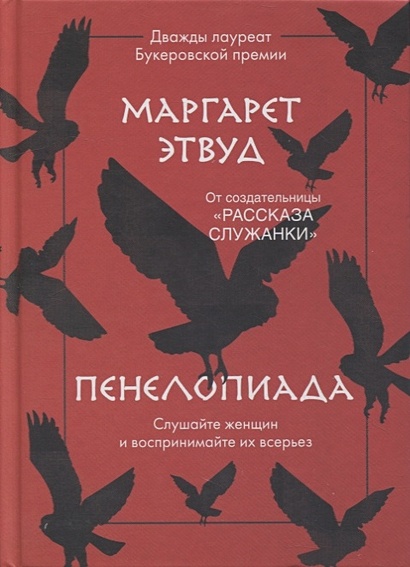 Дважды лауреат
Букеровской премии
МАРГАРЕТ
ЭТВУД
От создательницы
«РАССКАЗА
СЛУЖАНКИ»
ПЕНЕЛОПИАДА
Слушайте женщин
и воспринимайте их всерьез